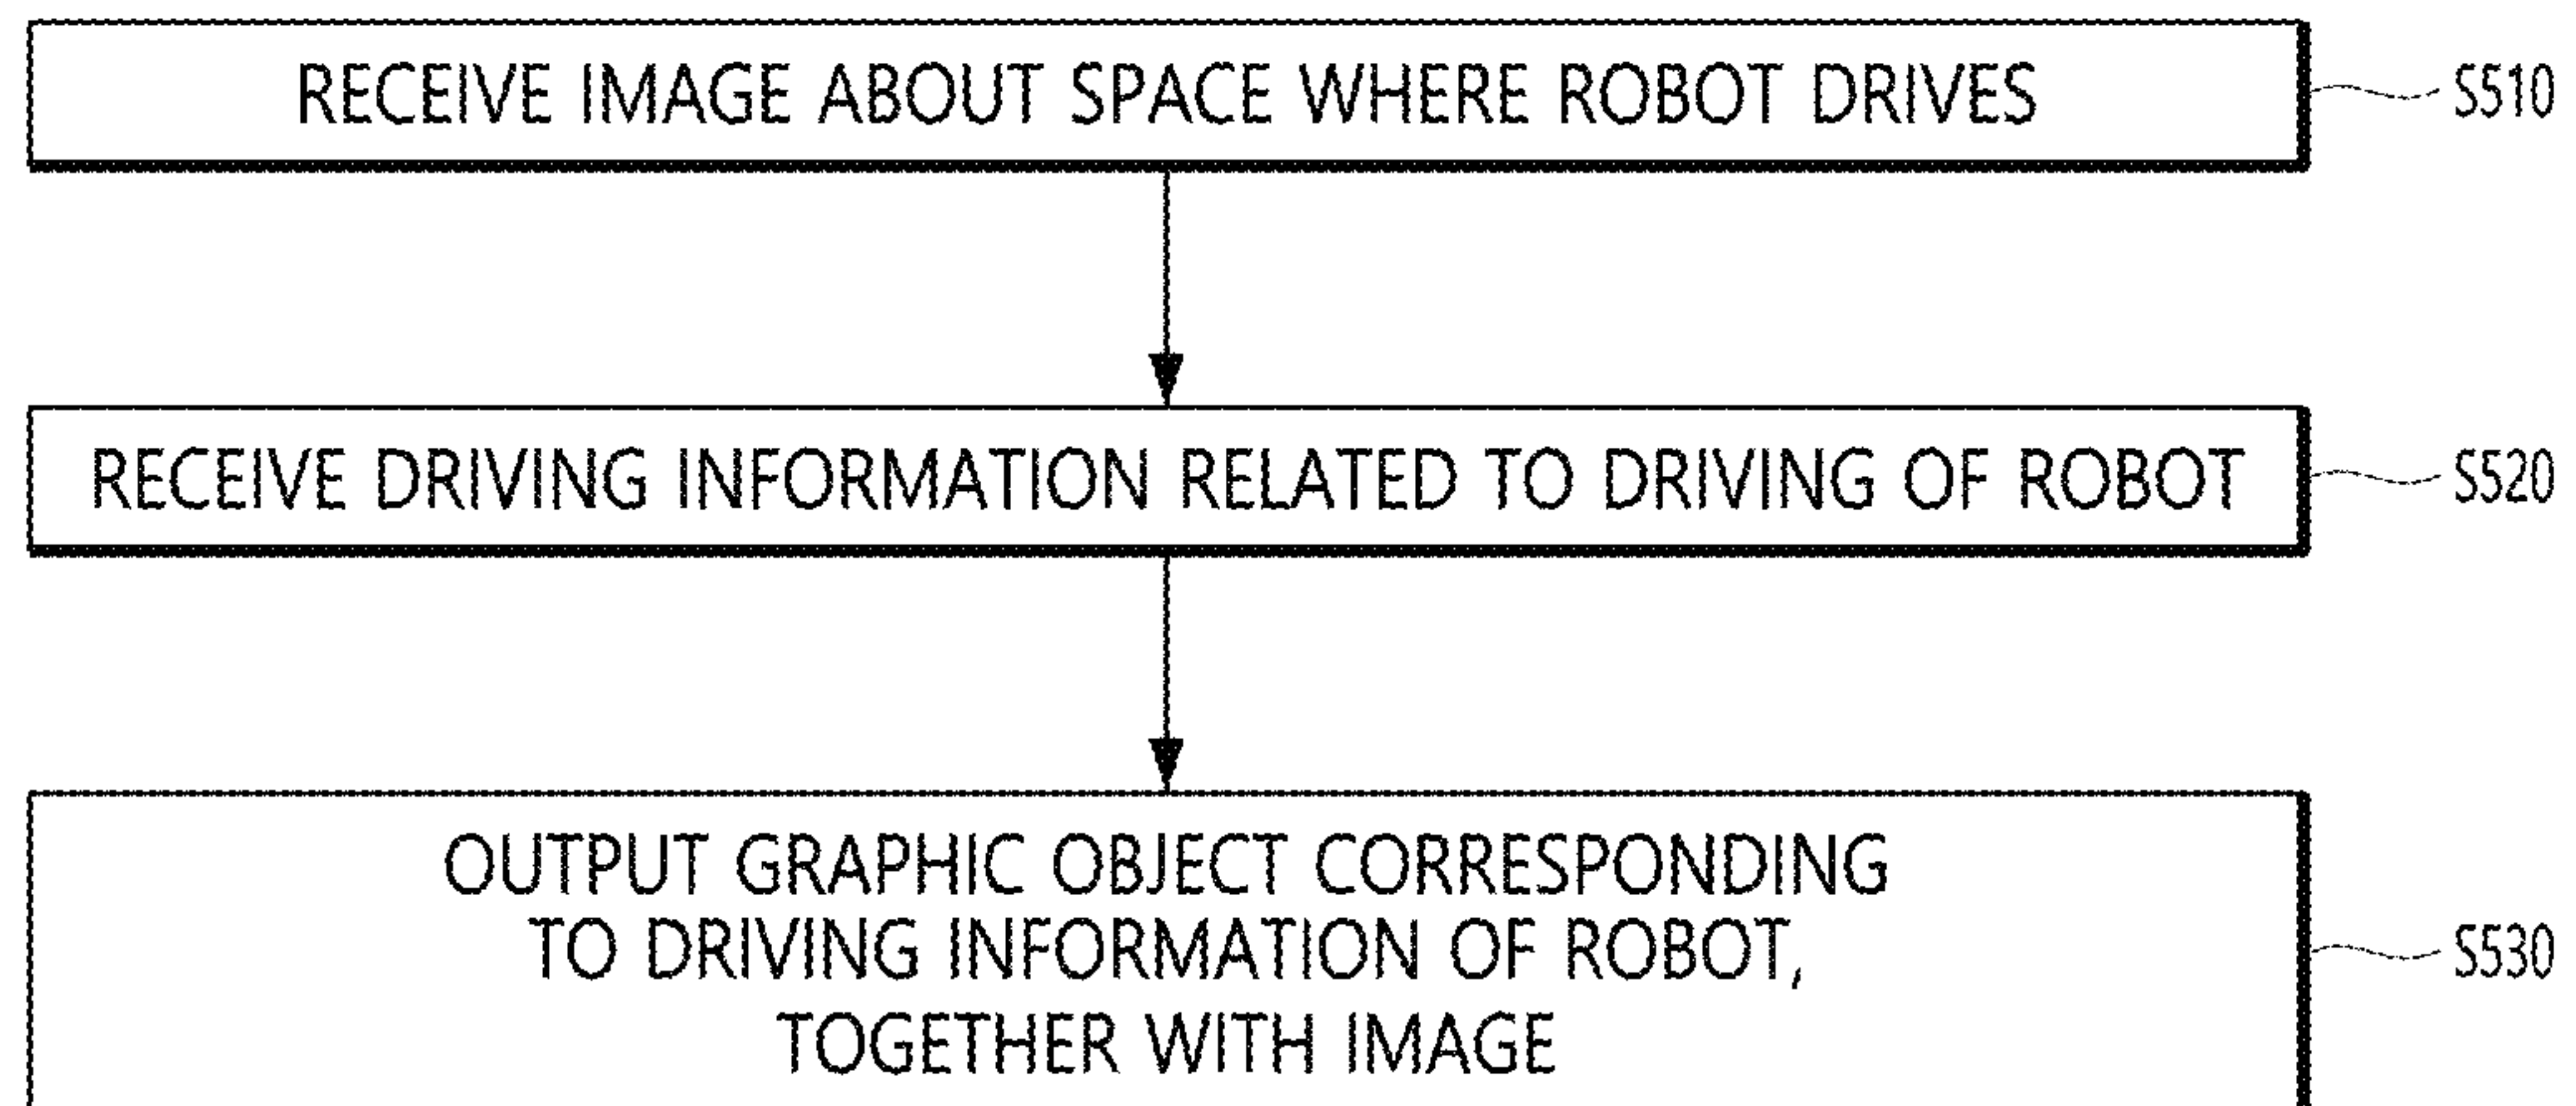 RECEIVE IMAGE ABOUT SPACE WHERE ROBOT DRIVES
S510
RECEIVE DRIVING INFORMATION RELATED TO DRIVING OF ROBOT
S520
OUTPUT GRAPHIC OBJECT CORRESPONDING
TO DRIVING INFORMATION OF ROBOT,
TOGETHER WITH IMAGE
S530